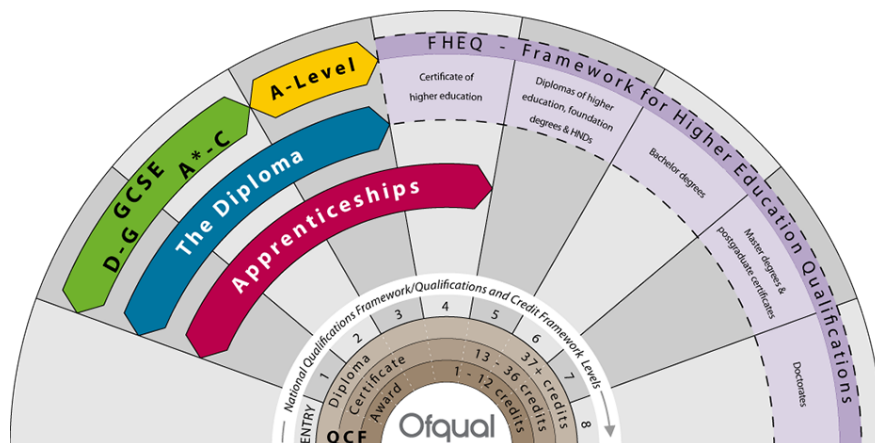 FHEQ - Framework for Higher Education Qualifications
Certificate of
higher education
Diplomas of higher
education, foundation
degrees & HNDs
Bachelor degrees
Master degrees &
postgraduate certificates
Doctorates
A-Level
GCSE
A*-C
D-G
The Diploma
Apprenticeships
National Qualifications Framework/Qualifications and Credit Framework Levels
ENTRY
1
2
3
4
5
6
7
8
Diploma
37+ credits
Certificate
13 - 36 credits
Award
1 - 12 credits
QCF
Ofqual